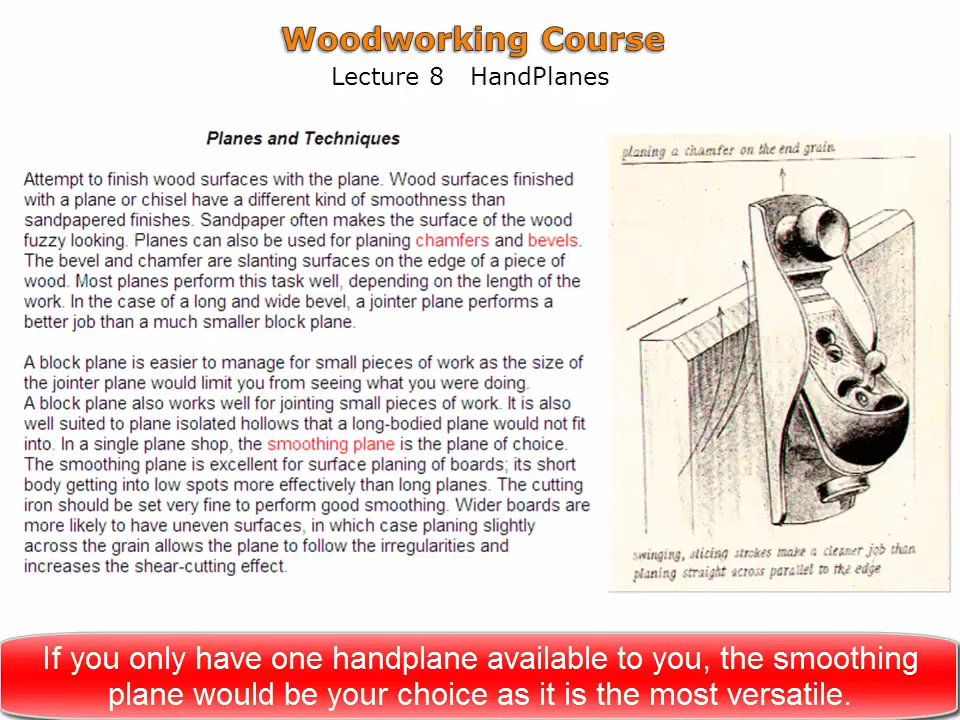 Woodworking Course
Lecture 8 HandPlanes
Planes and Techniques
Attempt to finish wood surfaces with the plane. Wood surfaces finished
with a plane or chisel have a different kind of smoothness than
sandpapered finishes. Sandpaper often makes the surface of the wood
fuzzy looking. Planes can also be used for planing chamfers and bevels.
The bevel and chamfer are slanting surfaces on the edge of a piece of
wood. Most planes perform this task well, depending on the length of the
work. In the case of a long and wide bevel, a jointer plane performs a
better job than a much smaller block plane.
A block plane is easier to manage for small pieces of work as the size of
the jointer plane would limit you from seeing what you were doing.
A block plane also works well for jointing small pieces of work. It is also
well suited to plane isolated hollows that a long-bodied plane would not fit
into. In a single plane shop, the smoothing plane is the plane of choice.
The smoothing plane is excellent for surface planing of boards; its short
body getting into low spots more effectively than long planes. The cutting
iron should be set very fine to perform good smoothing. Wider boards are
more likely to have uneven surfaces, in which case planing slightly
across the grain allows the plane to follow the irregularities and
increases the shear-cutting effect.
planing a chamfer on the end grain
swinging, slicing strokes make a cleaner job than
planing straight across parallel to the edge
If you only have one handplane available to you, the smoothing
plane would be your choice as it is the most versatile.